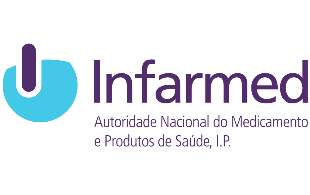 Infarmed
Autoridade Nacional do Medicamento
e Produtos de Saúde, I.P.